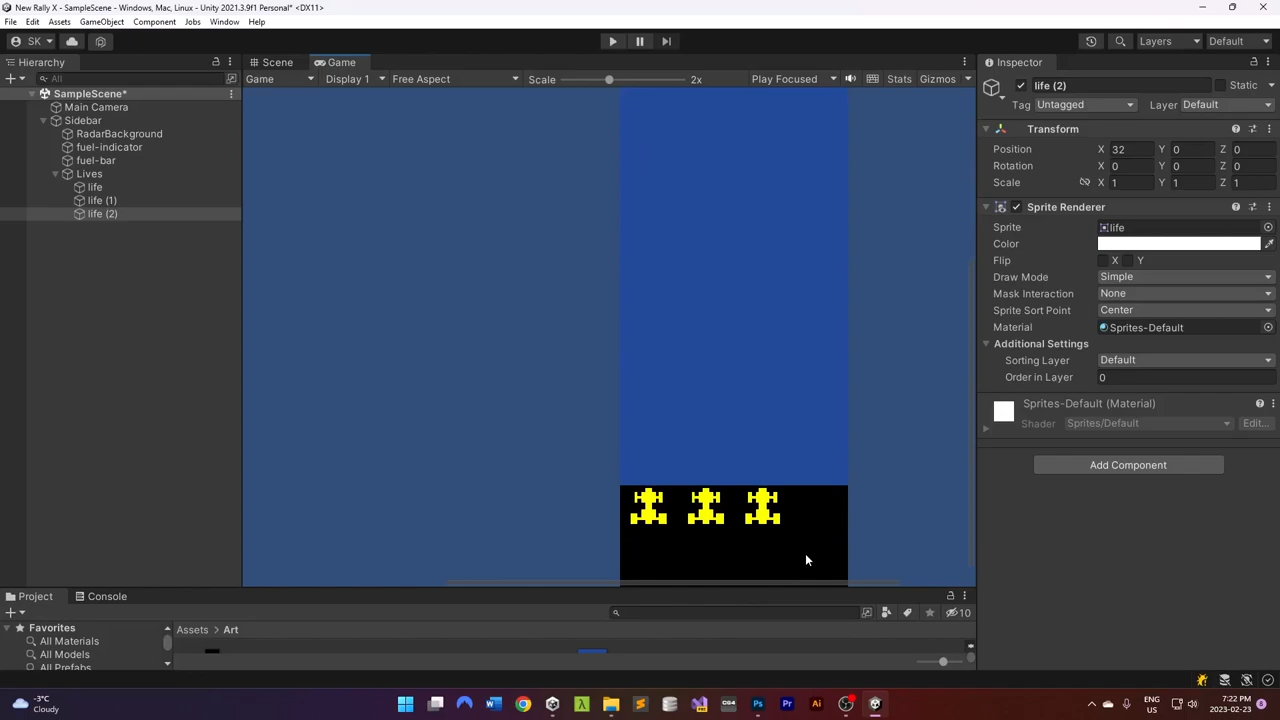 New Rally X - SampleScene - Windows, Mac, Linux - Unity 2021.3.9f1 Personal* <DX11>
File Edit Assets GameObject Component Jobs Window Help
SK Layers Default
Hierarchy Scene Game Inspector
All Game Display 1 Free Aspect Scale 2x Play Focused Stats Gizmos life (2) Static
SampleScene* Tag Untagged Layer Default
Main Camera
Sidebar Transform
RadarBackground
fuel-indicator Position X 32 Y 0 Z 0
fuel-bar Rotation X 0 Y 0 Z 0
Lives Scale X 1 Y 1 Z 1
life
life (1) Sprite Renderer
life (2) Sprite life
Color
Flip X Y
Draw Mode Simple
Mask Interaction None
Sprite Sort Point Center
Material Sprites-Default
Additional Settings
Sorting Layer Default
Order in Layer 0
Sprites-Default (Material)
Shader Sprites/Default Edit...
Add Component
Project Console
10
Favorites Assets > Art
All Materials
All Models
All Prefabs
-3°C
Cloudy
ENG
US
7:22 PM
2023-02-23